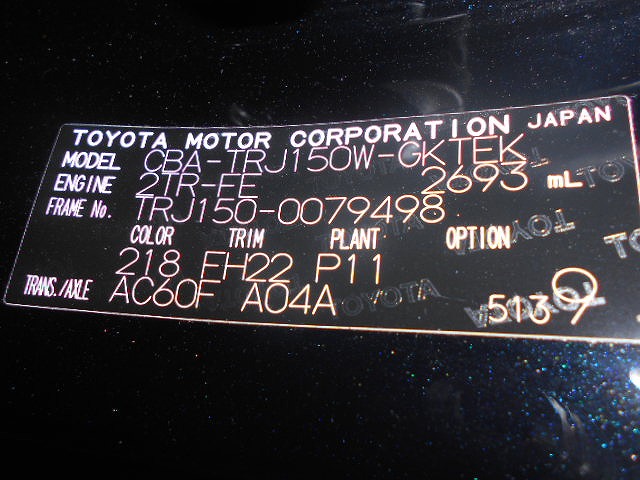 TOYOTA MOTOR CORPORATION JAPAN
MODEL CBA-TRJ150W-GKTEK
ENGINE 2TR-FE 2693 mL
FRAME No. TRJ150-0079498
COLOR TRIM PLANT OPTION
218 FH22 P11
TRANS./AXLE AC60F A04A
5139